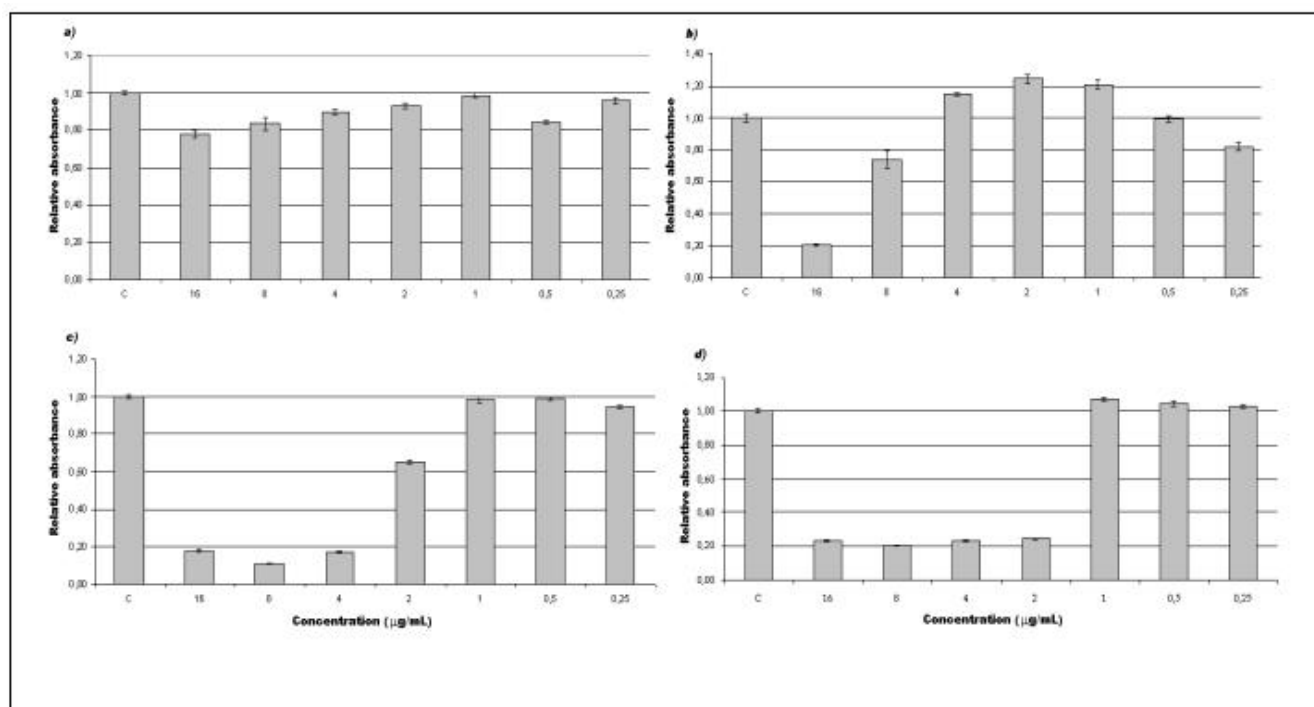 a)
1,20
1,00
0,80
0,60
0,40
0,20
0,00
Relative absorbance
C 16 8 4 2 1 0,5 0,25
b)
1,40
1,20
1,00
0,80
0,60
0,40
0,20
0,00
Relative absorbance
C 16 8 4 2 1 0,5 0,25
c)
1,20
1,00
0,80
0,60
0,40
0,20
0,00
Relative absorbance
C 16 8 4 2 1 0,5 0,25
Concentration (µg/mL)
d)
1,20
1,00
0,80
0,60
0,40
0,20
0,00
Relative absorbance
C 16 8 4 2 1 0,5 0,25
Concentration (µg/mL)